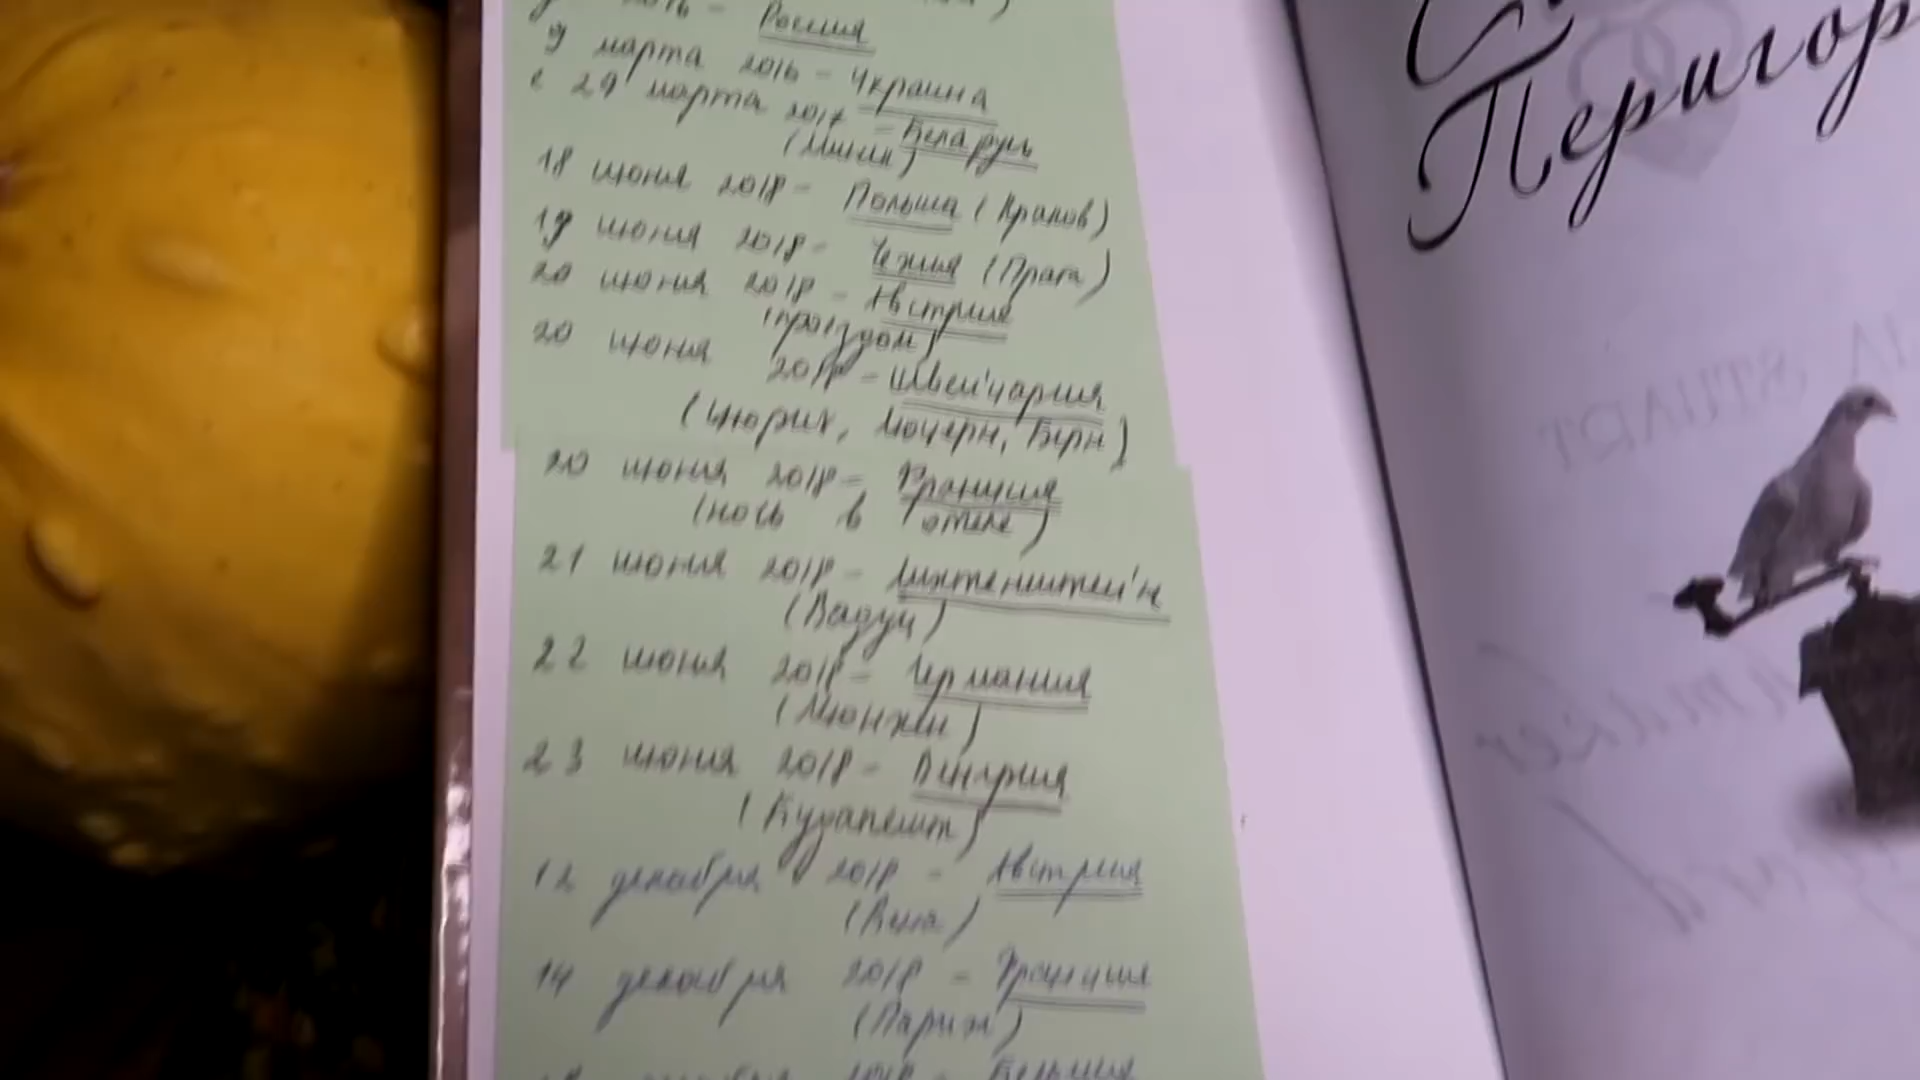 2016 - Россия
9 марта 2016 - Украина
с 29 марта 2017 - Беларусь
(Минск)
18 июня 2018 - Польша (Краков)
19 июня 2018 - Чехия (Прага)
20 июня 2018 - Австрия
(проездом)
20 июня 2018 - Швейцария
(Цюрих, Люцерн, Берн)
20 июня 2018 - Франция
(ночь в отеле)
21 июня 2018 - Лихтенштейн
(Вадуц)
22 июня 2018 - Германия
(Мюнхен)
23 июня 2018 - Венгрия
(Будапешт)
12 декабря 2018 - Австрия
(Вена)
14 декабря 2018 - Франция
(Париж)
декабря 2018 - Бельгия
Перигор